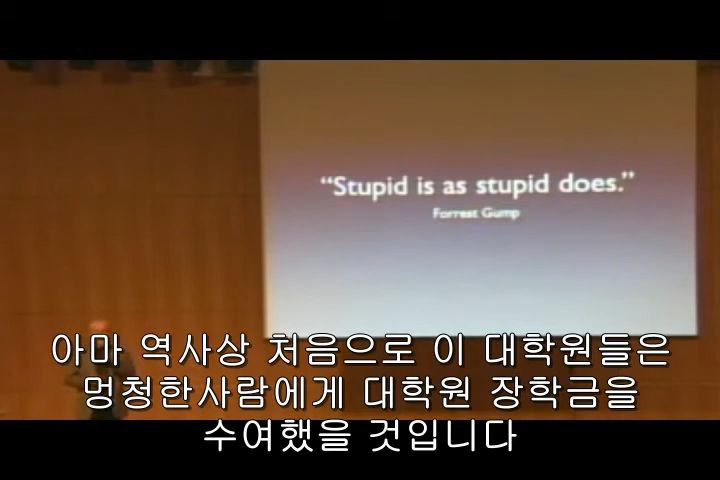 “Stupid is as stupid does.”
Forrest Gump
아마 역사상 처음으로 이 대학원들은
멍청한사람에게 대학원 장학금을
수여했을 것입니다